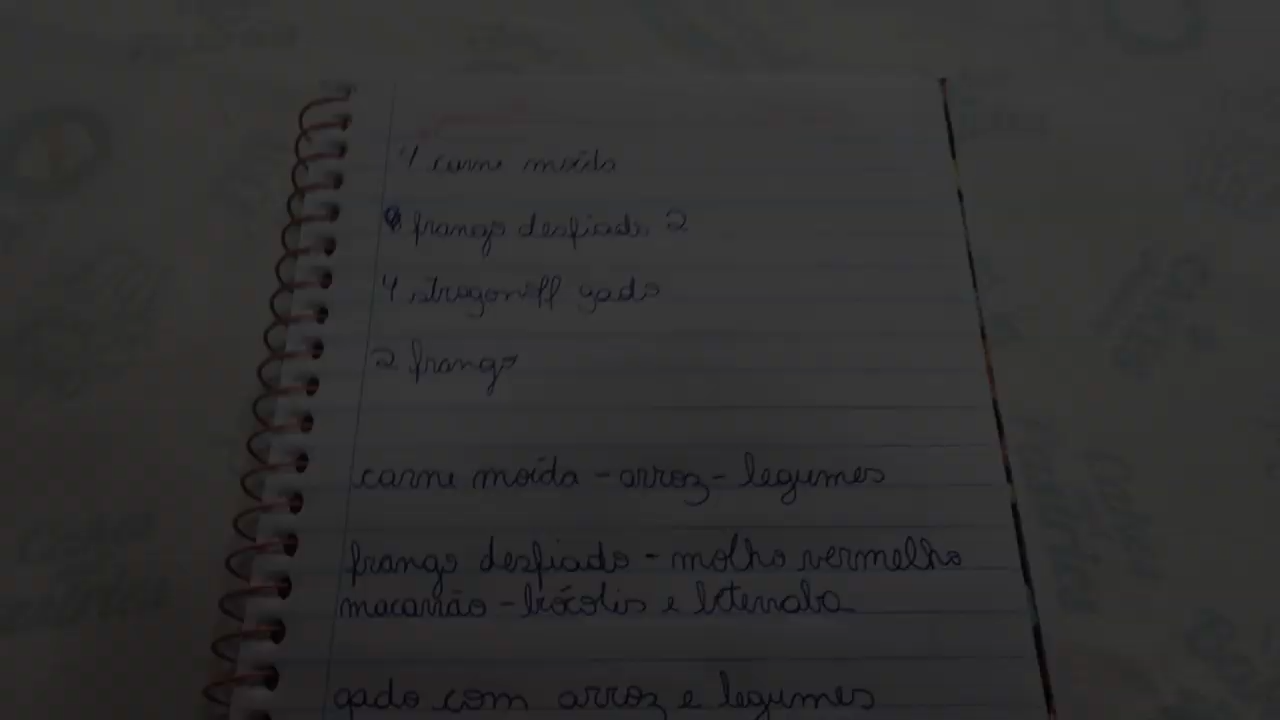 4 carne moída
frango desfiado 2
4 strogonoff gado
2 frango
carne moída - arroz - legumes
frango desfiado - molho vermelho
macarrão - brócolis e beterraba
gado com arroz e legumes